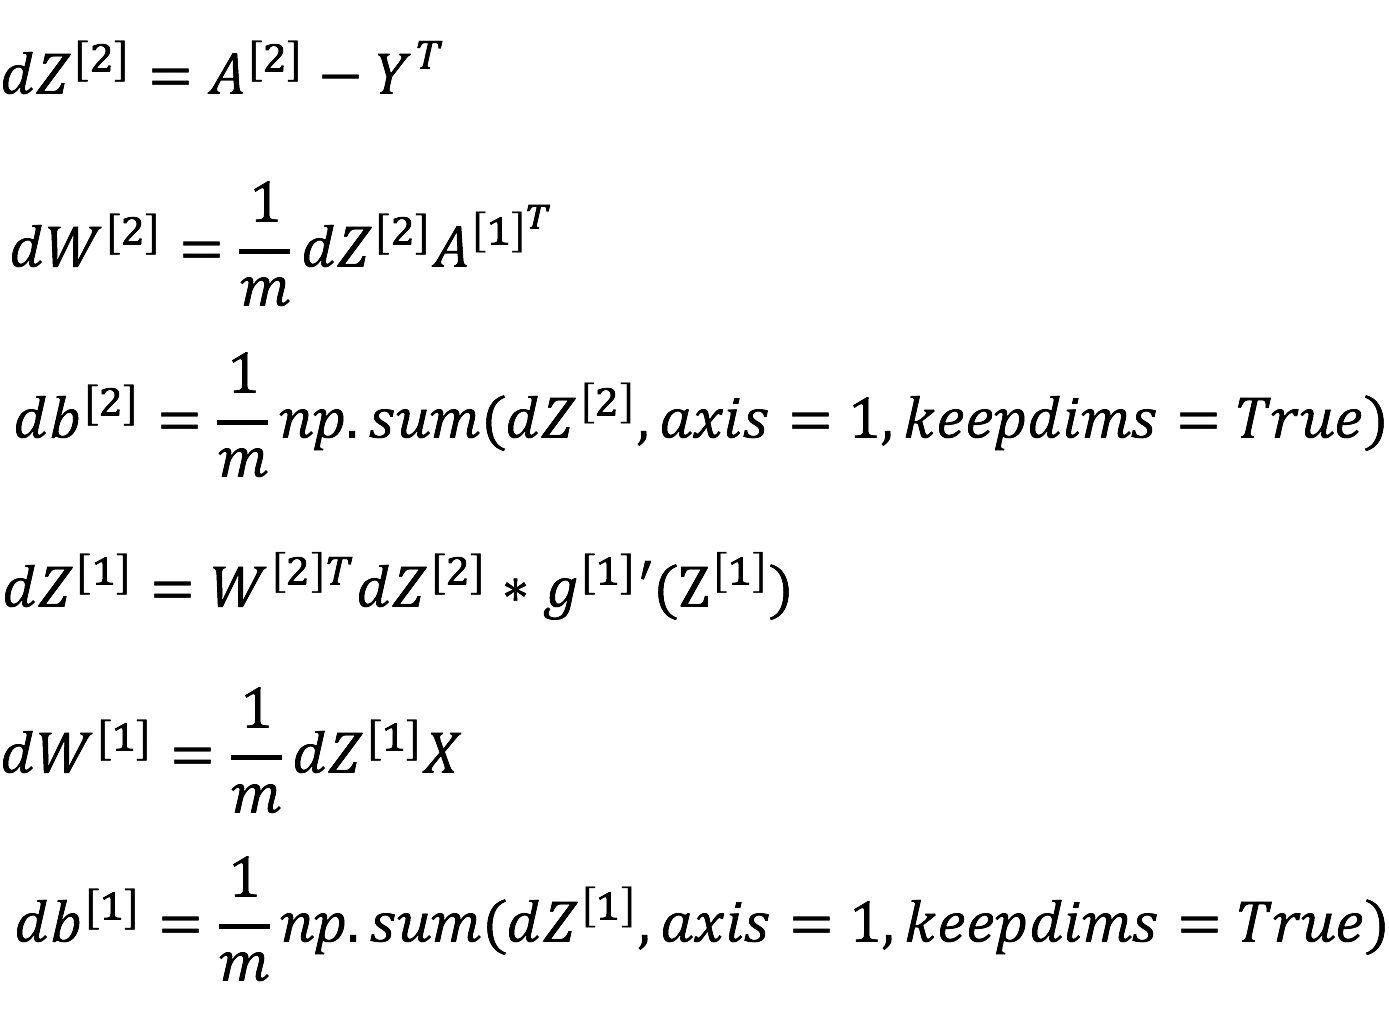 dZ^[2] = A^[2] − Y^T
dW^[2] = 1/m dZ^[2] A^[1]^T
db^[2] = 1/m np.sum(dZ^[2], axis = 1, keepdims = True)
dZ^[1] = W^[2]T dZ^[2] * g^[1]′(Z^[1])
dW^[1] = 1/m dZ^[1] X
db^[1] = 1/m np.sum(dZ^[1], axis = 1, keepdims = True)